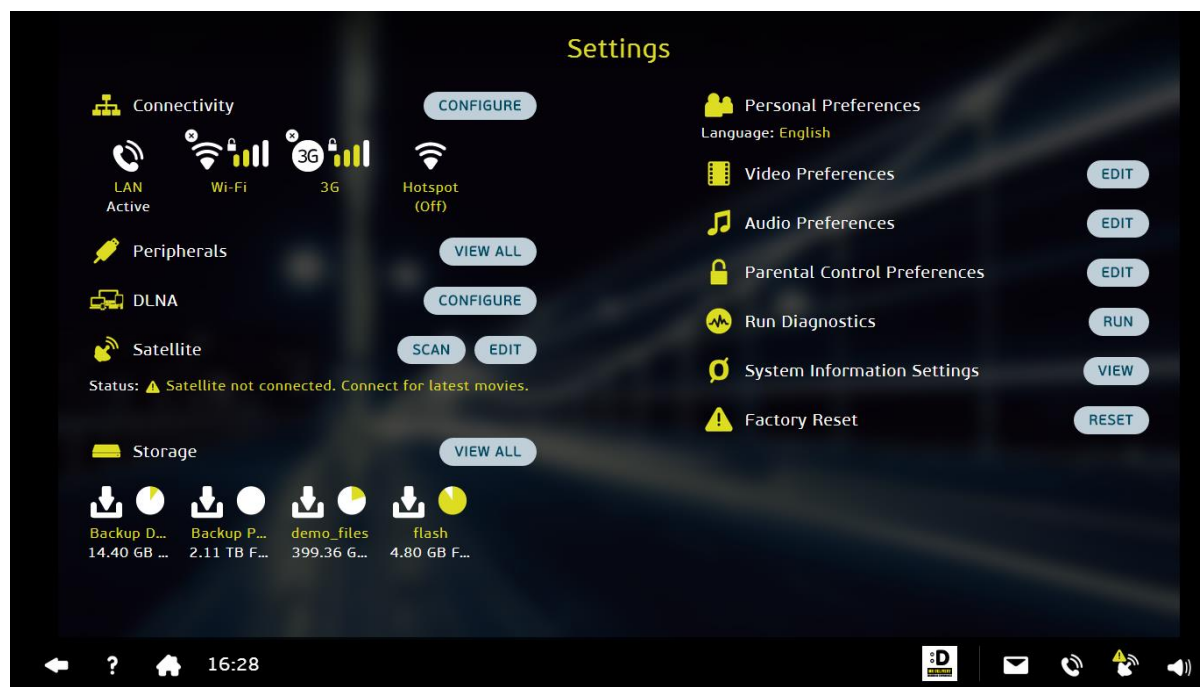 Settings
Connectivity CONFIGURE
3G
LAN Wi-Fi 3G Hotspot
Active (Off)
Peripherals VIEW ALL
DLNA CONFIGURE
Satellite SCAN EDIT
Status: Satellite not connected. Connect for latest movies.
Storage VIEW ALL
Backup D... Backup P... demo_files flash
14.40 GB ... 2.11 TB F... 399.36 G... 4.80 GB F...
Personal Preferences
Language: English
Video Preferences EDIT
Audio Preferences EDIT
Parental Control Preferences EDIT
Run Diagnostics RUN
System Information Settings VIEW
Factory Reset RESET
? 16:28 :D